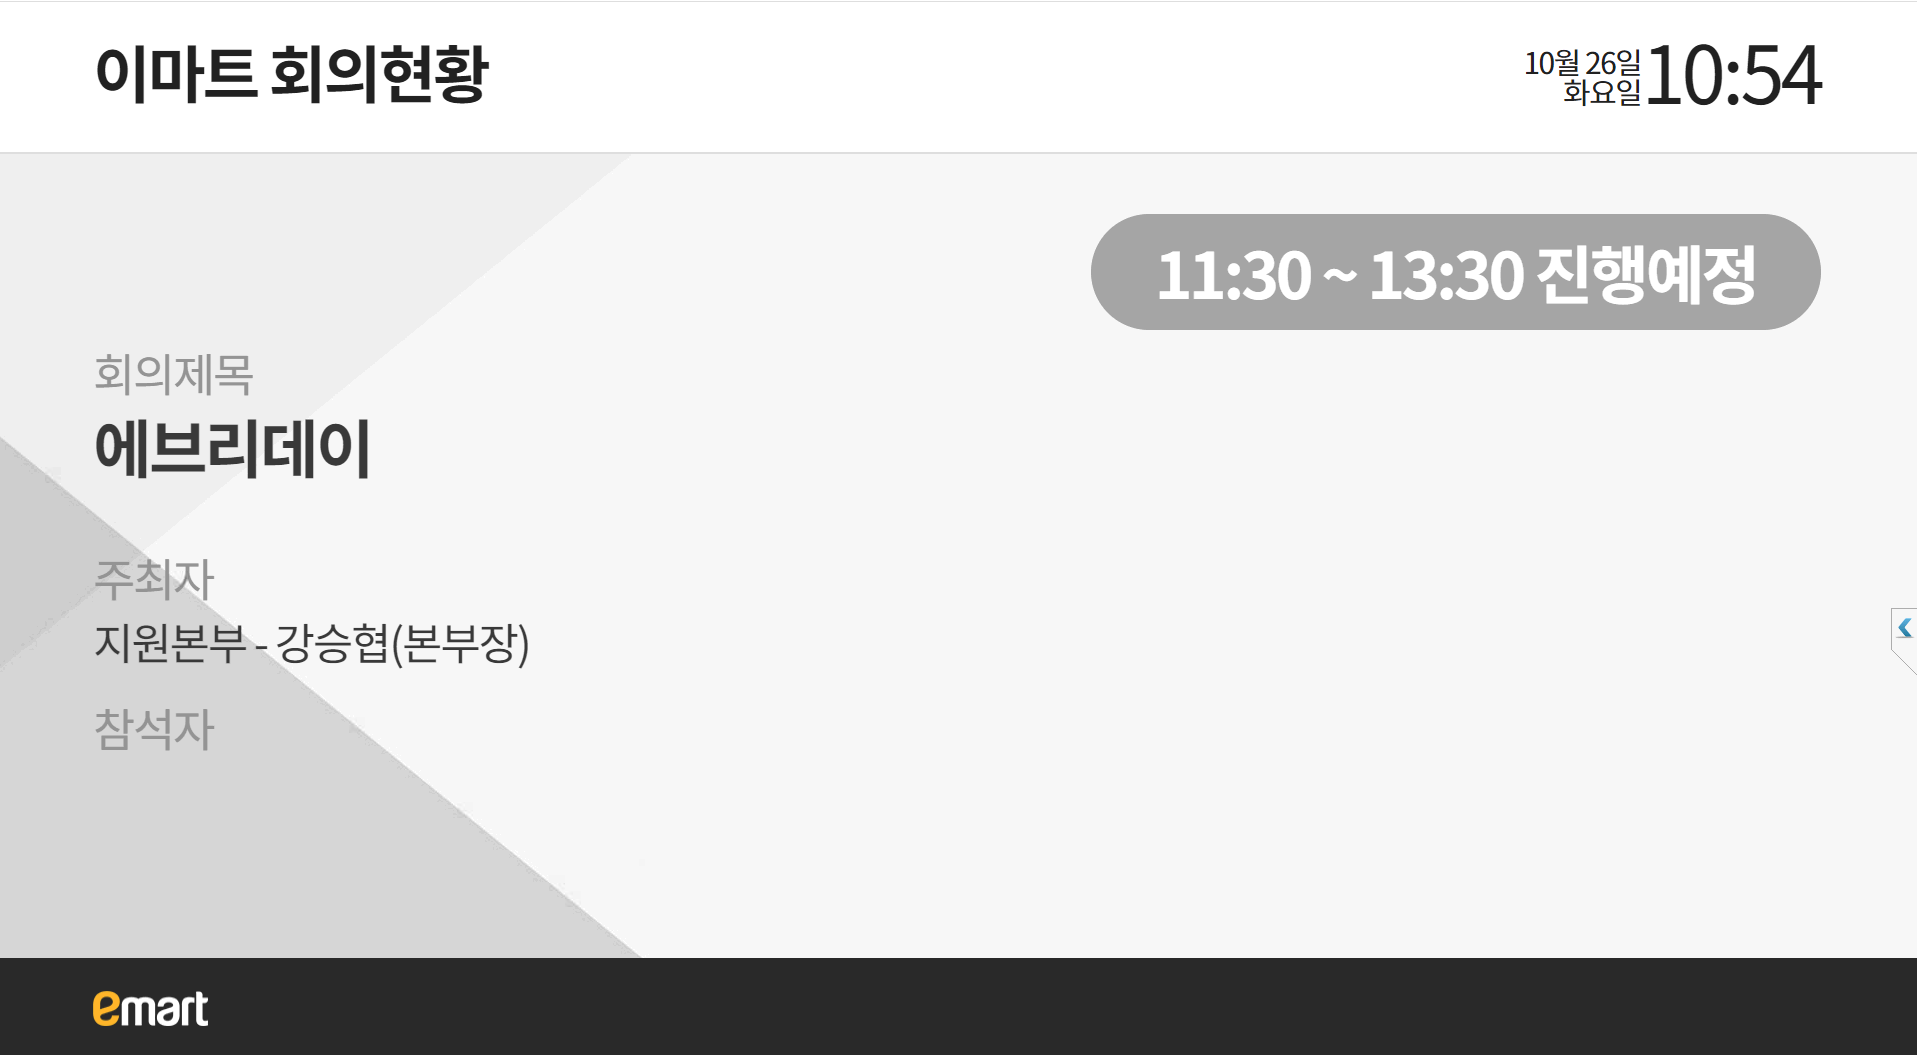 이마트 회의현황
10월 26일
화요일
10:54
11:30 ~ 13:30 진행예정
회의제목
에브리데이
주최자
지원본부 - 강승협(본부장)
참석자
emart